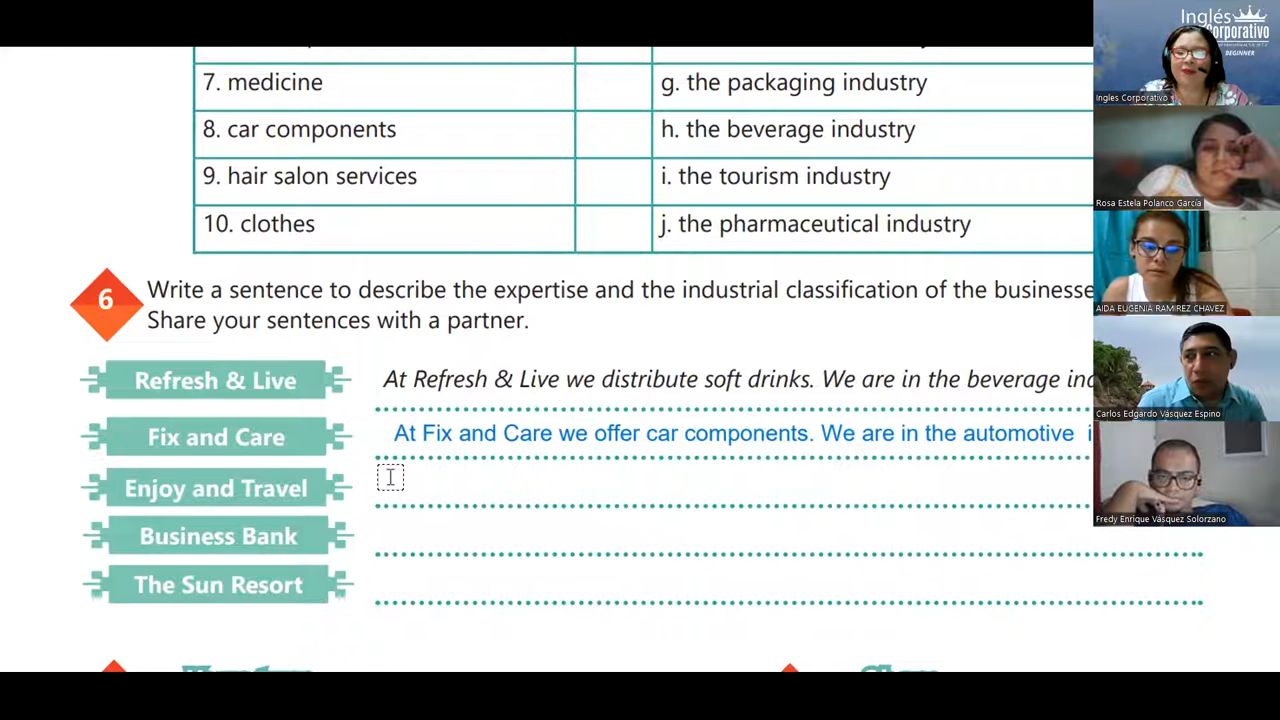 7. medicine
g. the packaging industry
8. car components
h. the beverage industry
9. hair salon services
i. the tourism industry
10. clothes
j. the pharmaceutical industry
6
Write a sentence to describe the expertise and the industrial classification of the businesse
Share your sentences with a partner.
Refresh & Live
At Refresh & Live we distribute soft drinks. We are in the beverage ind
Fix and Care
At Fix and Care we offer car components. We are in the automotive i
Enjoy and Travel
Business Bank
The Sun Resort
Inglés
Corporativo
BEGINNER
Ingles Corporativo
Rosa Estela Polanco García
AIDA EUGENIA RAMIREZ CHAVEZ
Carlos Edgardo Vásquez Espino
Fredy Enrique Vásquez Solorzano